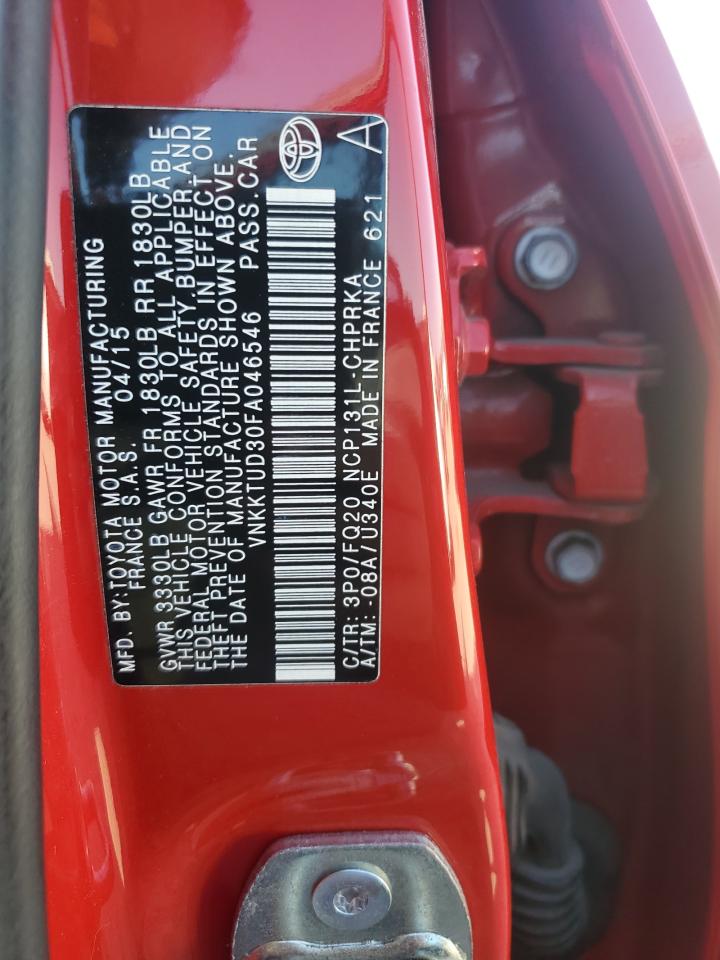 MFD. BY:TOYOTA MOTOR MANUFACTURING
FRANCE S.A.S. 04/15
GVWR 3330LB GAWR FR 1830LB RR 1830LB
THIS VEHICLE CONFORMS TO ALL APPLICABLE
FEDERAL MOTOR VEHICLE SAFETY,BUMPER,AND
THEFT PREVENTION STANDARDS IN EFFECT ON
THE DATE OF MANUFACTURE SHOWN ABOVE.
VNKKTUD30FA046546 PASS.CAR
C/TR: 3P0/FQ20 NCP131L-CHPRKA
A/TM: -08A/U340E MADE IN FRANCE 621 A